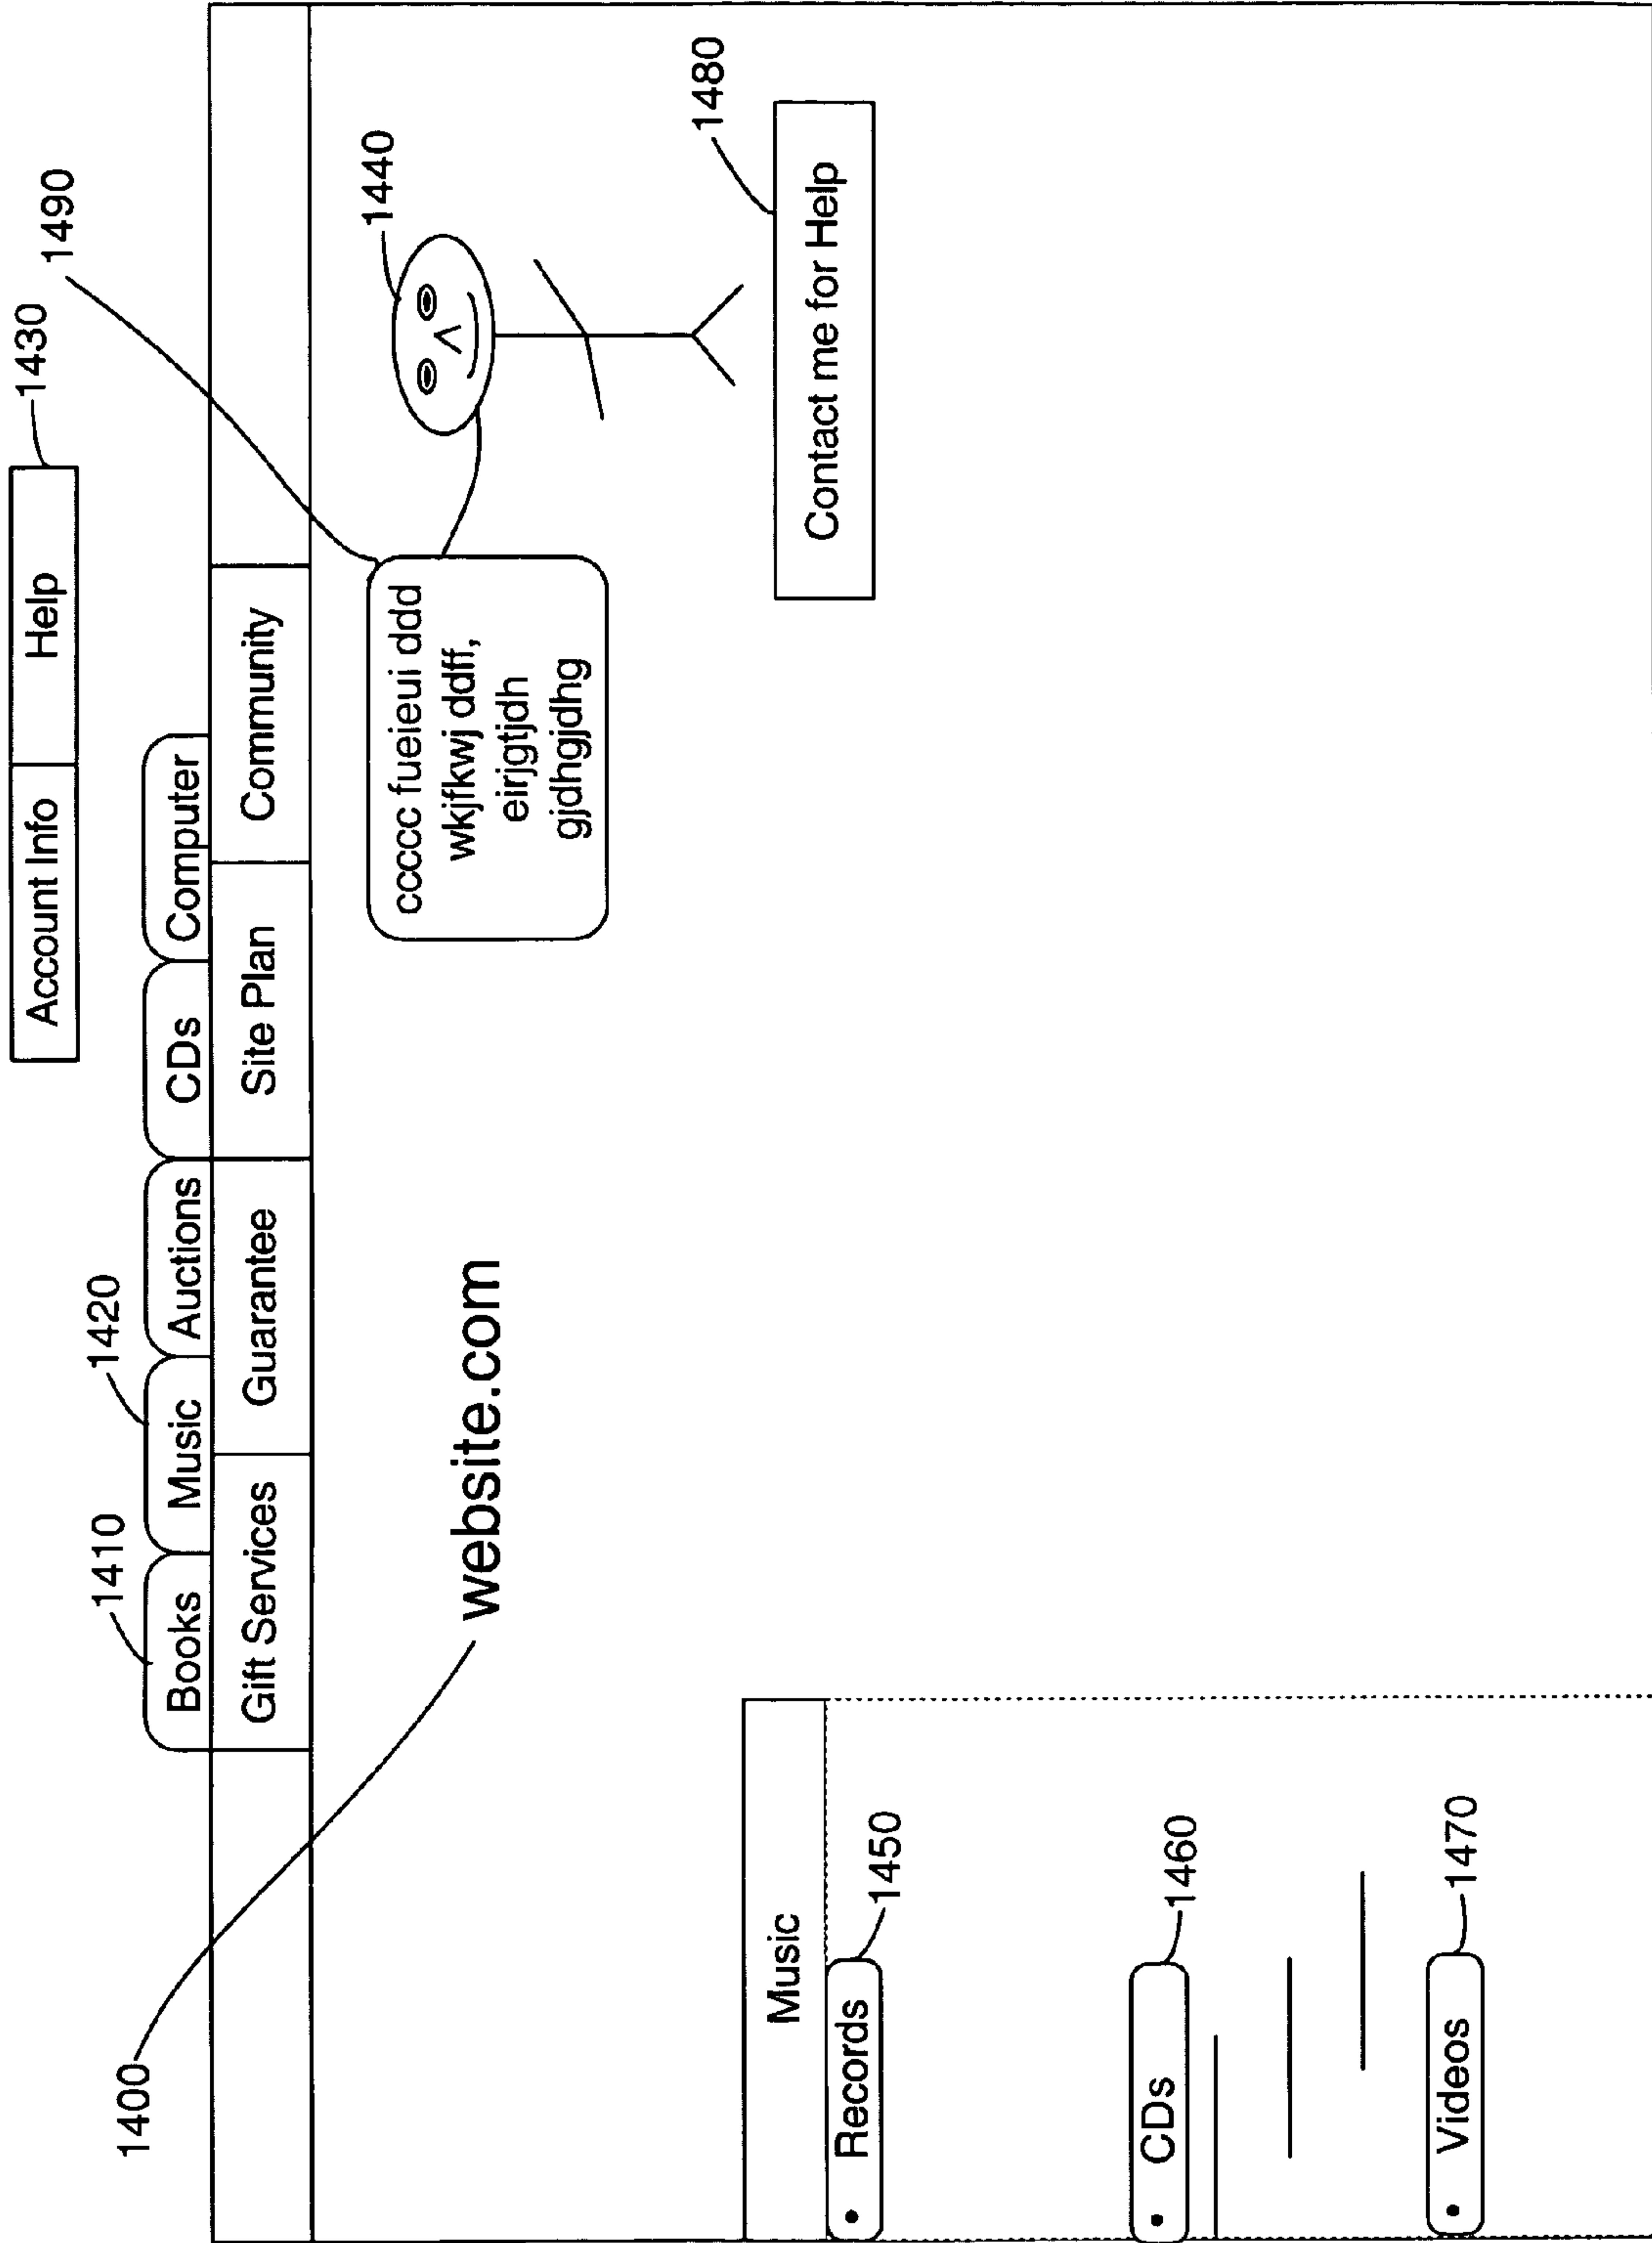 1430
Account Info Help
1490
1410
1420
Books Music Auctions CDs Computer
Gift Services Guarantee Site Plan Community
1400
website.com
1440
ccccc fueieui ddd
wkjfkwj ddff,
eirjgtjdh
gjdhgjdhg
1480
Contact me for Help
Music
• Records
1450
• CDs
1460
• Videos
1470